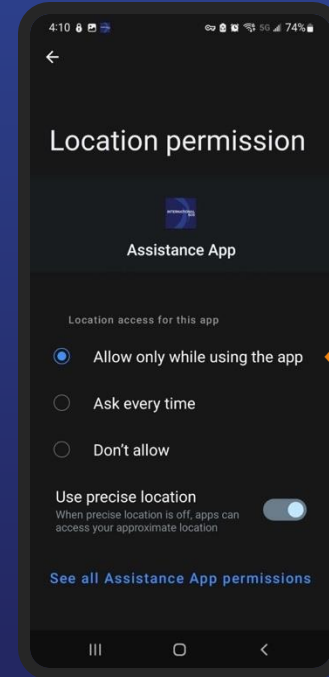 4:10 5G 74%
Location permission
INTERNATIONAL
SOS
Assistance App
Location access for this app
Allow only while using the app
Ask every time
Don't allow
Use precise location
When precise location is off, apps can
access your approximate location
See all Assistance App permissions